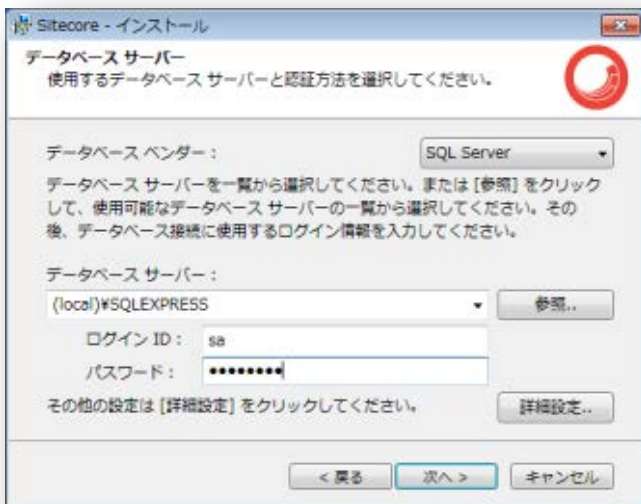 Sitecore - インストール
データベース サーバー
使用するデータベース サーバーと認証方法を選択してください。
データベース ベンダー : SQL Server
データベース サーバーを一覧から選択してください。または [参照] をクリック
して、使用可能なデータベース サーバーの一覧から選択してください。その
後、データベース接続に使用するログイン情報を入力してください。
データベース サーバー :
(local)¥SQLEXPRESS 参照..
ログイン ID : sa
パスワード : ●●●●●●●●
その他の設定は [詳細設定] をクリックしてください。 詳細設定..
< 戻る 次へ > キャンセル